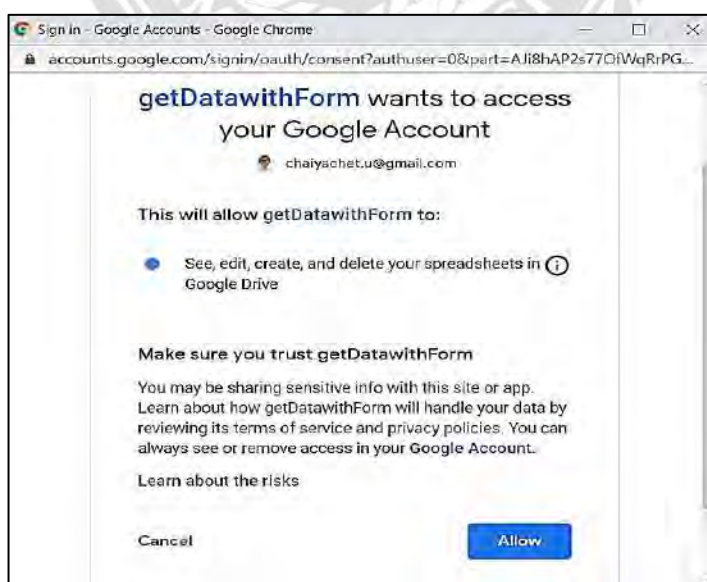 Sign in - Google Accounts - Google Chrome
accounts.google.com/signin/oauth/consent?authuser=0&part=AJi8hAP2s77OiWqRrPG...
getDatawithForm wants to access
your Google Account
chaiyachet.u@gmail.com
This will allow getDatawithForm to:
See, edit, create, and delete your spreadsheets in
Google Drive
Make sure you trust getDatawithForm
You may be sharing sensitive info with this site or app.
Learn about how getDatawithForm will handle your data by
reviewing its terms of service and privacy policies. You can
always see or remove access in your Google Account.
Learn about the risks
Cancel
Allow